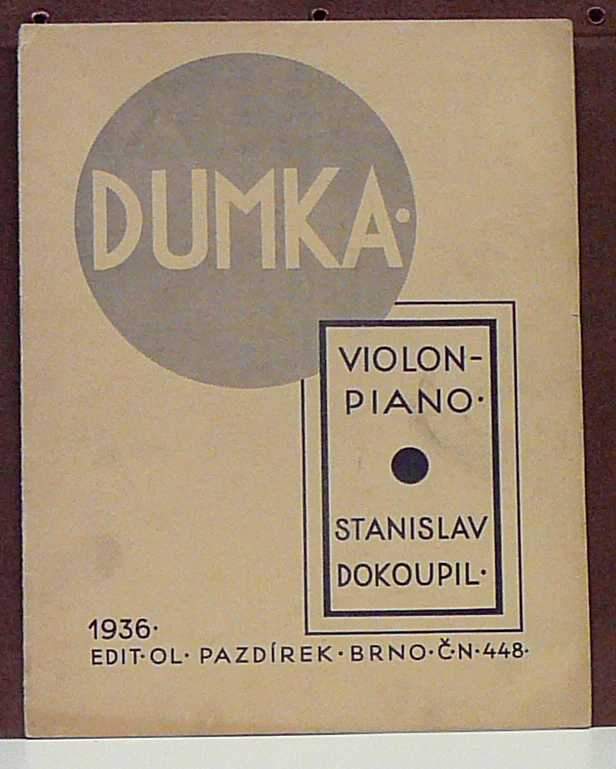 DUMKA·
VIOLON-
PIANO·
STANISLAV
DOKOUPIL·
1936·
EDIT·OL· PAZDÍREK·BRNO·Č·N·448·